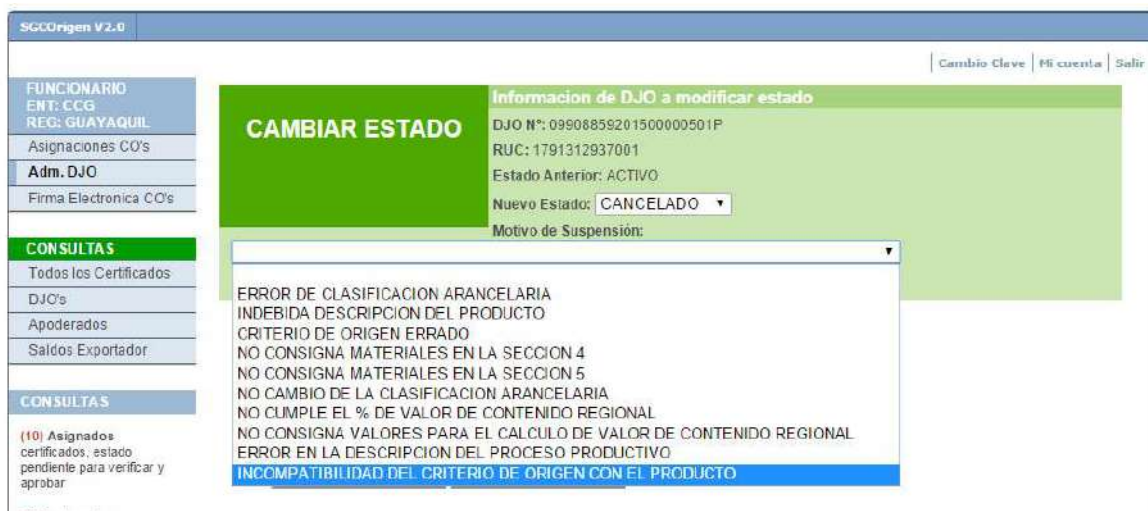 SGCOrigen V2.0
Cambio Clave | Mi cuenta | Salir
FUNCIONARIO
ENT: CCG
REG: GUAYAQUIL
Asignaciones CO's
Adm. DJO
Firma Electronica CO's
CONSULTAS
Todos los Certificados
DJO's
Apoderados
Saldos Exportador
CONSULTAS
(10) Asignados
certificados, estado
pendiente para verificar y
aprobar
CAMBIAR ESTADO
Informacion de DJO a modificar estado
DJO N°: 09908859201500000501P
RUC: 1791312937001
Estado Anterior: ACTIVO
Nuevo Estado: CANCELADO
Motivo de Suspensión:
ERROR DE CLASIFICACION ARANCELARIA
INDEBIDA DESCRIPCION DEL PRODUCTO
CRITERIO DE ORIGEN ERRADO
NO CONSIGNA MATERIALES EN LA SECCION 4
NO CONSIGNA MATERIALES EN LA SECCION 5
NO CAMBIO DE LA CLASIFICACION ARANCELARIA
NO CUMPLE EL % DE VALOR DE CONTENIDO REGIONAL
NO CONSIGNA VALORES PARA EL CALCULO DE VALOR DE CONTENIDO REGIONAL
ERROR EN LA DESCRIPCION DEL PROCESO PRODUCTIVO
INCOMPATIBILIDAD DEL CRITERIO DE ORIGEN CON EL PRODUCTO